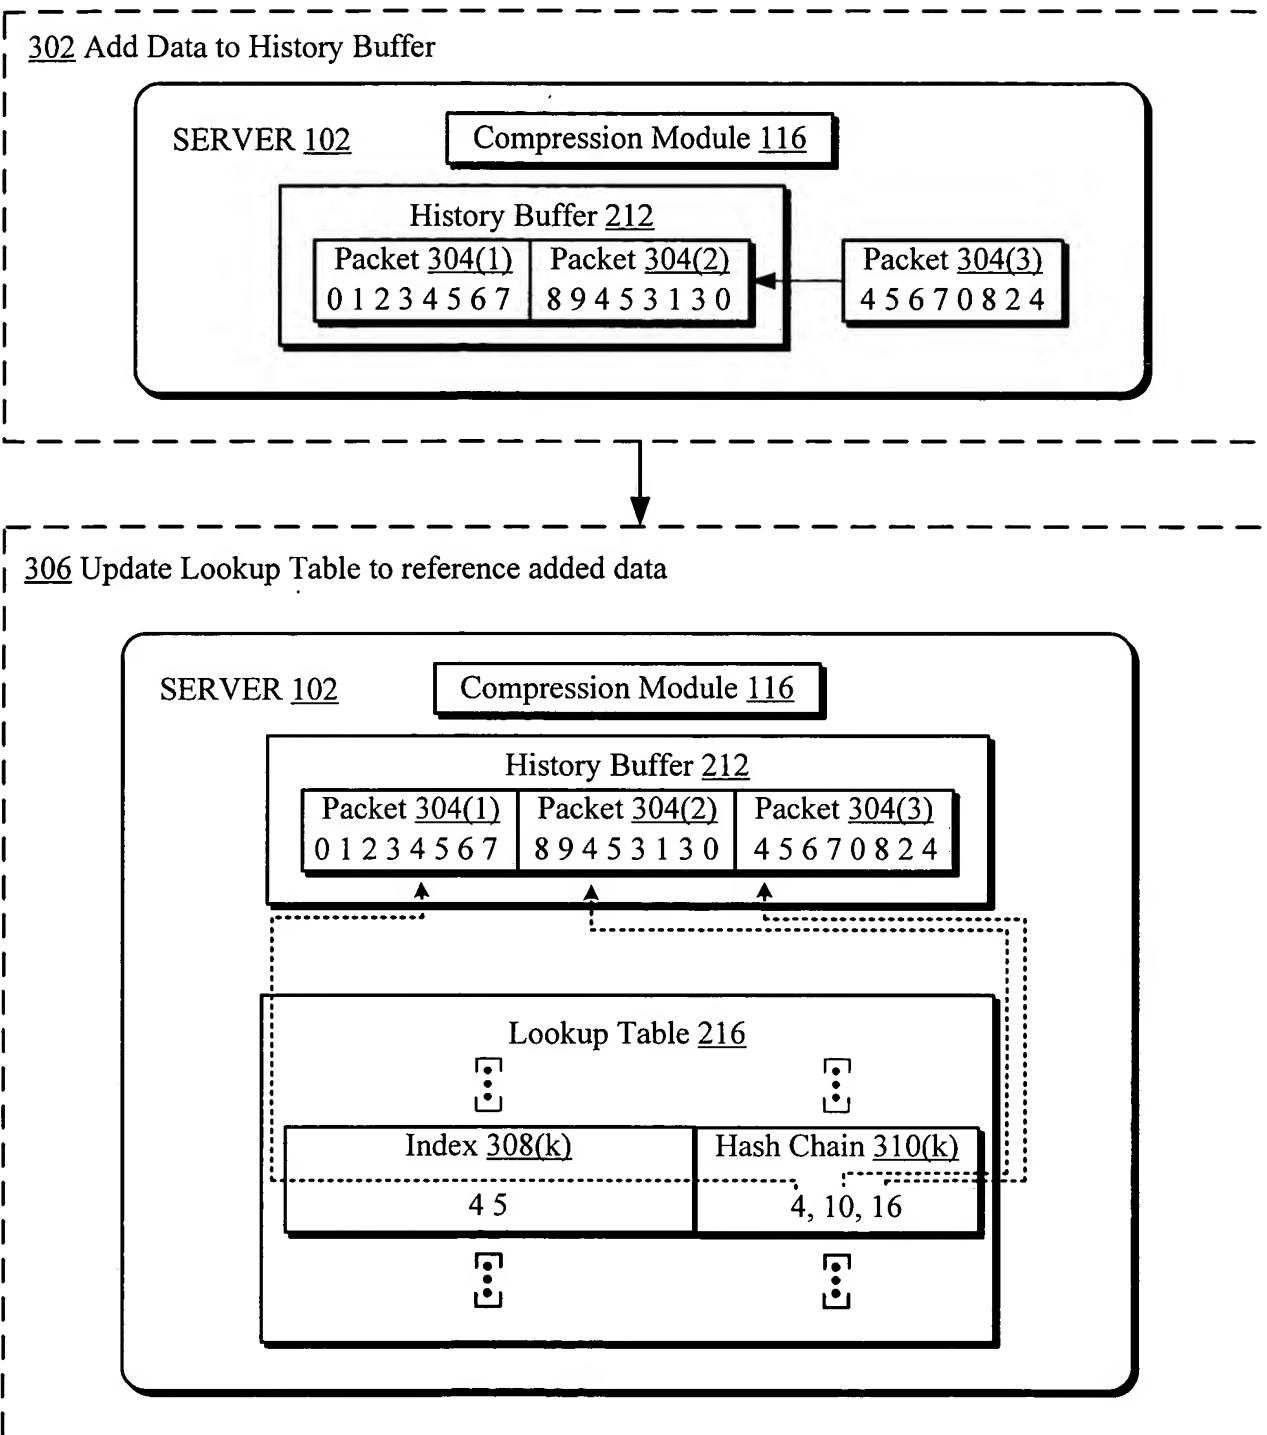 302 Add Data to History Buffer
SERVER 102
Compression Module 116
History Buffer 212
Packet 304(1) Packet 304(2) Packet 304(3)
0 1 2 3 4 5 6 7 8 9 4 5 3 1 3 0 4 5 6 7 0 8 2 4
306 Update Lookup Table to reference added data
SERVER 102
Compression Module 116
History Buffer 212
Packet 304(1) Packet 304(2) Packet 304(3)
0 1 2 3 4 5 6 7 8 9 4 5 3 1 3 0 4 5 6 7 0 8 2 4
Lookup Table 216
Index 308(k) Hash Chain 310(k)
4 5 4, 10, 16